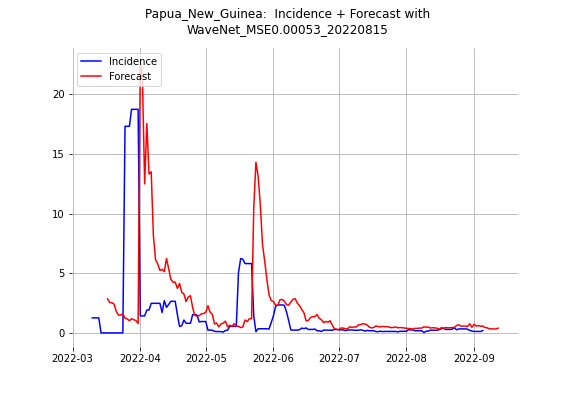 Papua_New_Guinea:  Incidence + Forecast with
WaveNet_MSE0.00053_20220815
Incidence
Forecast
20
15
10
5
0
2022-03 2022-04 2022-05 2022-06 2022-07 2022-08 2022-09